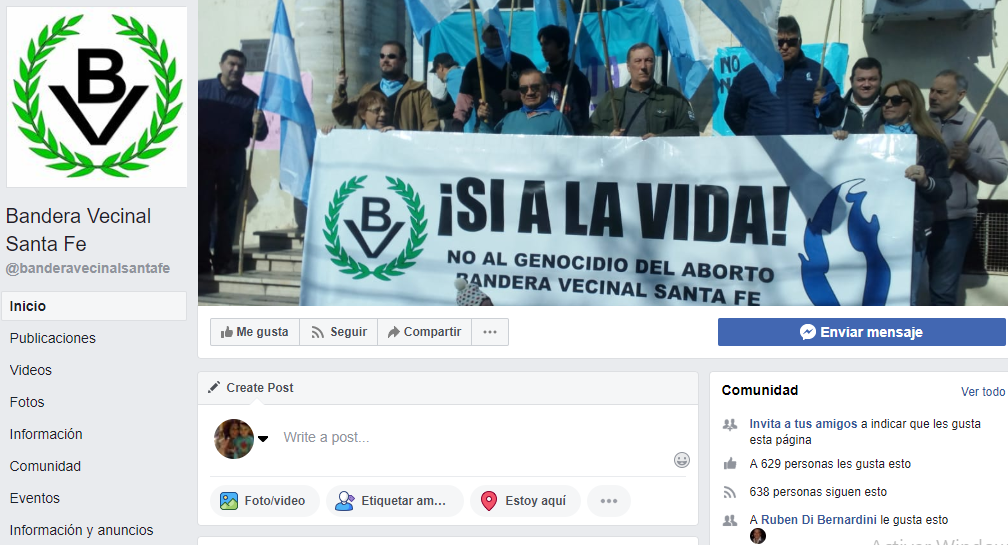 BV
Bandera Vecinal
Santa Fe
@banderavecinalsantafe
Inicio
Publicaciones
Videos
Fotos
Información
Comunidad
Eventos
Información y anuncios
NO
NO
BV
¡SI A LA VIDA!
NO AL GENOCIDIO DEL ABORTO
BANDERA VECINAL SANTA FE
Me gusta
Seguir
Compartir
Enviar mensaje
Create Post
Write a post...
Foto/video
Etiquetar am...
Estoy aquí
Comunidad
Ver todo
Invita a tus amigos a indicar que les gusta
esta página
A 629 personas les gusta esto
638 personas siguen esto
A Ruben Di Bernardini le gusta esto
Activar Windows